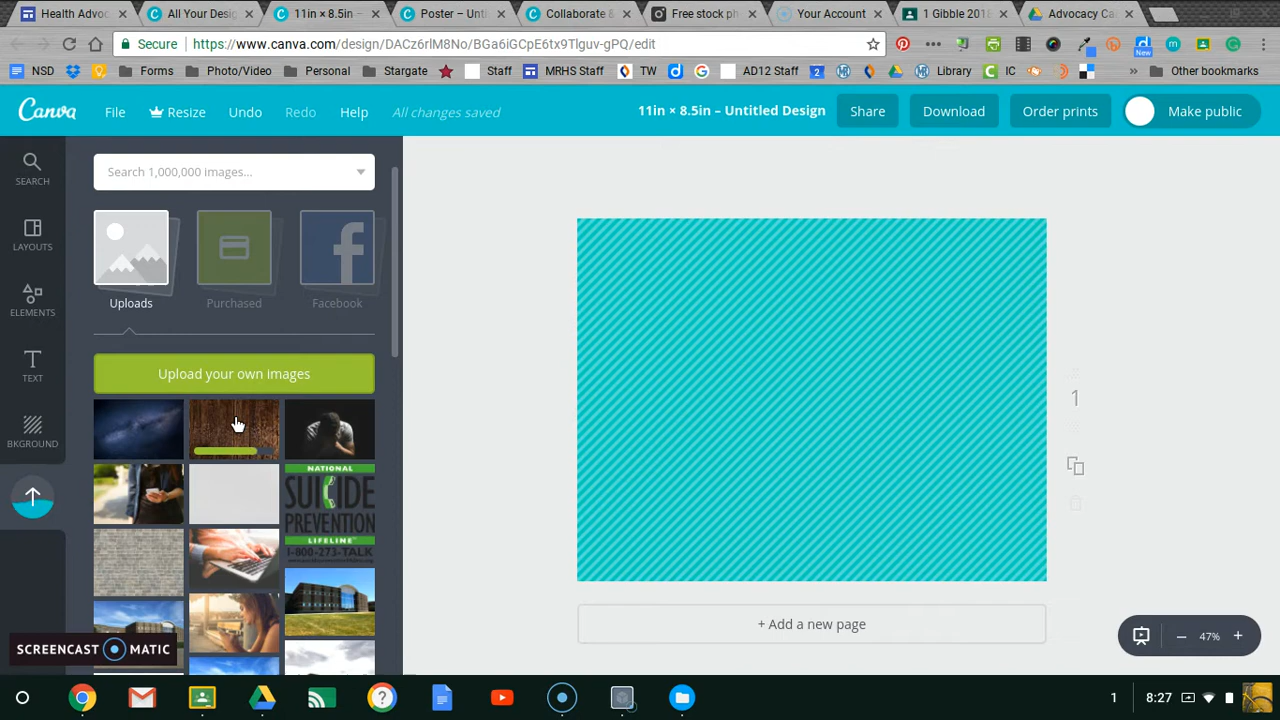 Health Advoca
All Your Desi
11in × 8.5in –
Poster – Unti
Collaborate &
Free stock ph
Your Account
1 Gibble 2018
Advocacy Ca
Secure https://www.canva.com/design/DACz6rlM8No/BGa6iGCpE6tx9Tlguv-gPQ/edit
New
NSD Forms Photo/Video Personal Stargate Staff MRHS Staff TW AD12 Staff Library IC » Other bookmarks
Canva File Resize Undo Redo Help All changes saved 11in × 8.5in – Untitled Design Share Download Order prints Make public
SEARCH
LAYOUTS
ELEMENTS
TEXT
BKGROUND
Search 1,000,000 images...
Uploads Purchased Facebook
Upload your own images
NATIONAL
SUICIDE
PREVENTION
LIFELINE
1-800-273-TALK
1
+ Add a new page
47%
SCREENCAST MATIC
1 8:27